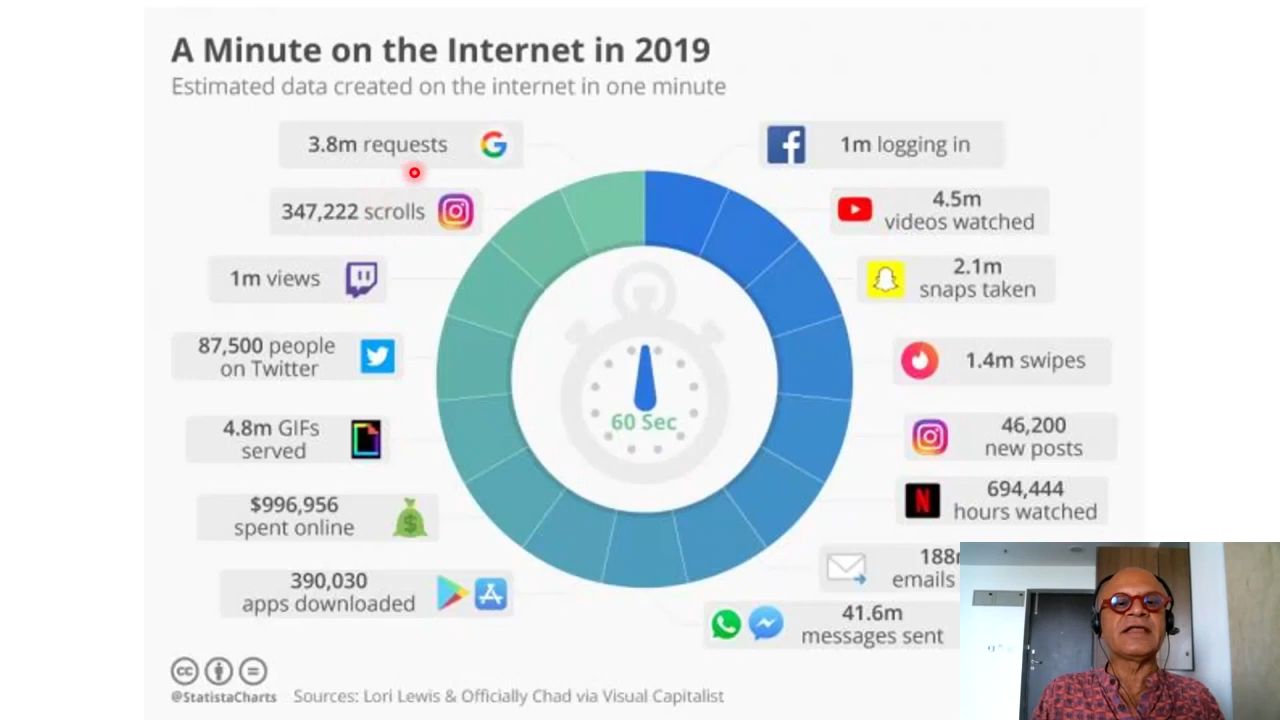 A Minute on the Internet in 2019
Estimated data created on the internet in one minute
3.8m requests
1m logging in
347,222 scrolls
4.5m
videos watched
1m views
2.1m
snaps taken
87,500 people
on Twitter
1.4m swipes
4.8m GIFs
served
46,200
new posts
$996,956
spent online
694,444
hours watched
60 Sec
390,030
apps downloaded
188
emails
41.6m
messages sent
cc
@StatistaCharts
Sources: Lori Lewis & Officially Chad via Visual Capitalist